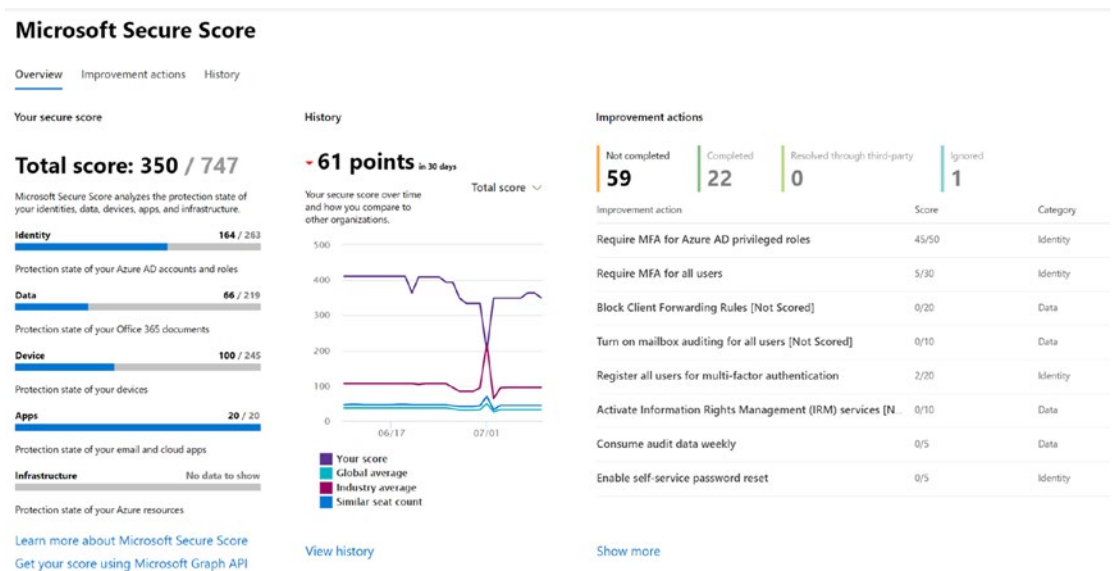 Microsoft Secure Score
Overview Improvement actions History
Your secure score
Total score: 350 / 747
Microsoft Secure Score analyzes the protection state of
your identities, data, devices, apps, and infrastructure.
Identity 164 / 263
Protection state of your Azure AD accounts and roles
Data 66 / 219
Protection state of your Office 365 documents
Device 100 / 245
Protection state of your devices
Apps 20 / 20
Protection state of your email and cloud apps
Infrastructure No data to show
Protection state of your Azure resources
Learn more about Microsoft Secure Score
Get your score using Microsoft Graph API
History
61 points in 30 days
Your secure score over time
and how you compare to
other organizations.
Total score
500
400
300
200
100
0
06/17 07/01
Your score
Global average
Industry average
Similar seat count
View history
Improvement actions
Not completed Completed Resolved through third-party Ignored
59 22 0 1
Improvement action Score Category
Require MFA for Azure AD privileged roles 45/50 Identity
Require MFA for all users 5/30 Identity
Block Client Forwarding Rules [Not Scored] 0/20 Data
Turn on mailbox auditing for all users [Not Scored] 0/10 Data
Register all users for multi-factor authentication 2/20 Identity
Activate Information Rights Management (IRM) services [N... 0/10 Data
Consume audit data weekly 0/5 Data
Enable self-service password reset 0/5 Identity
Show more